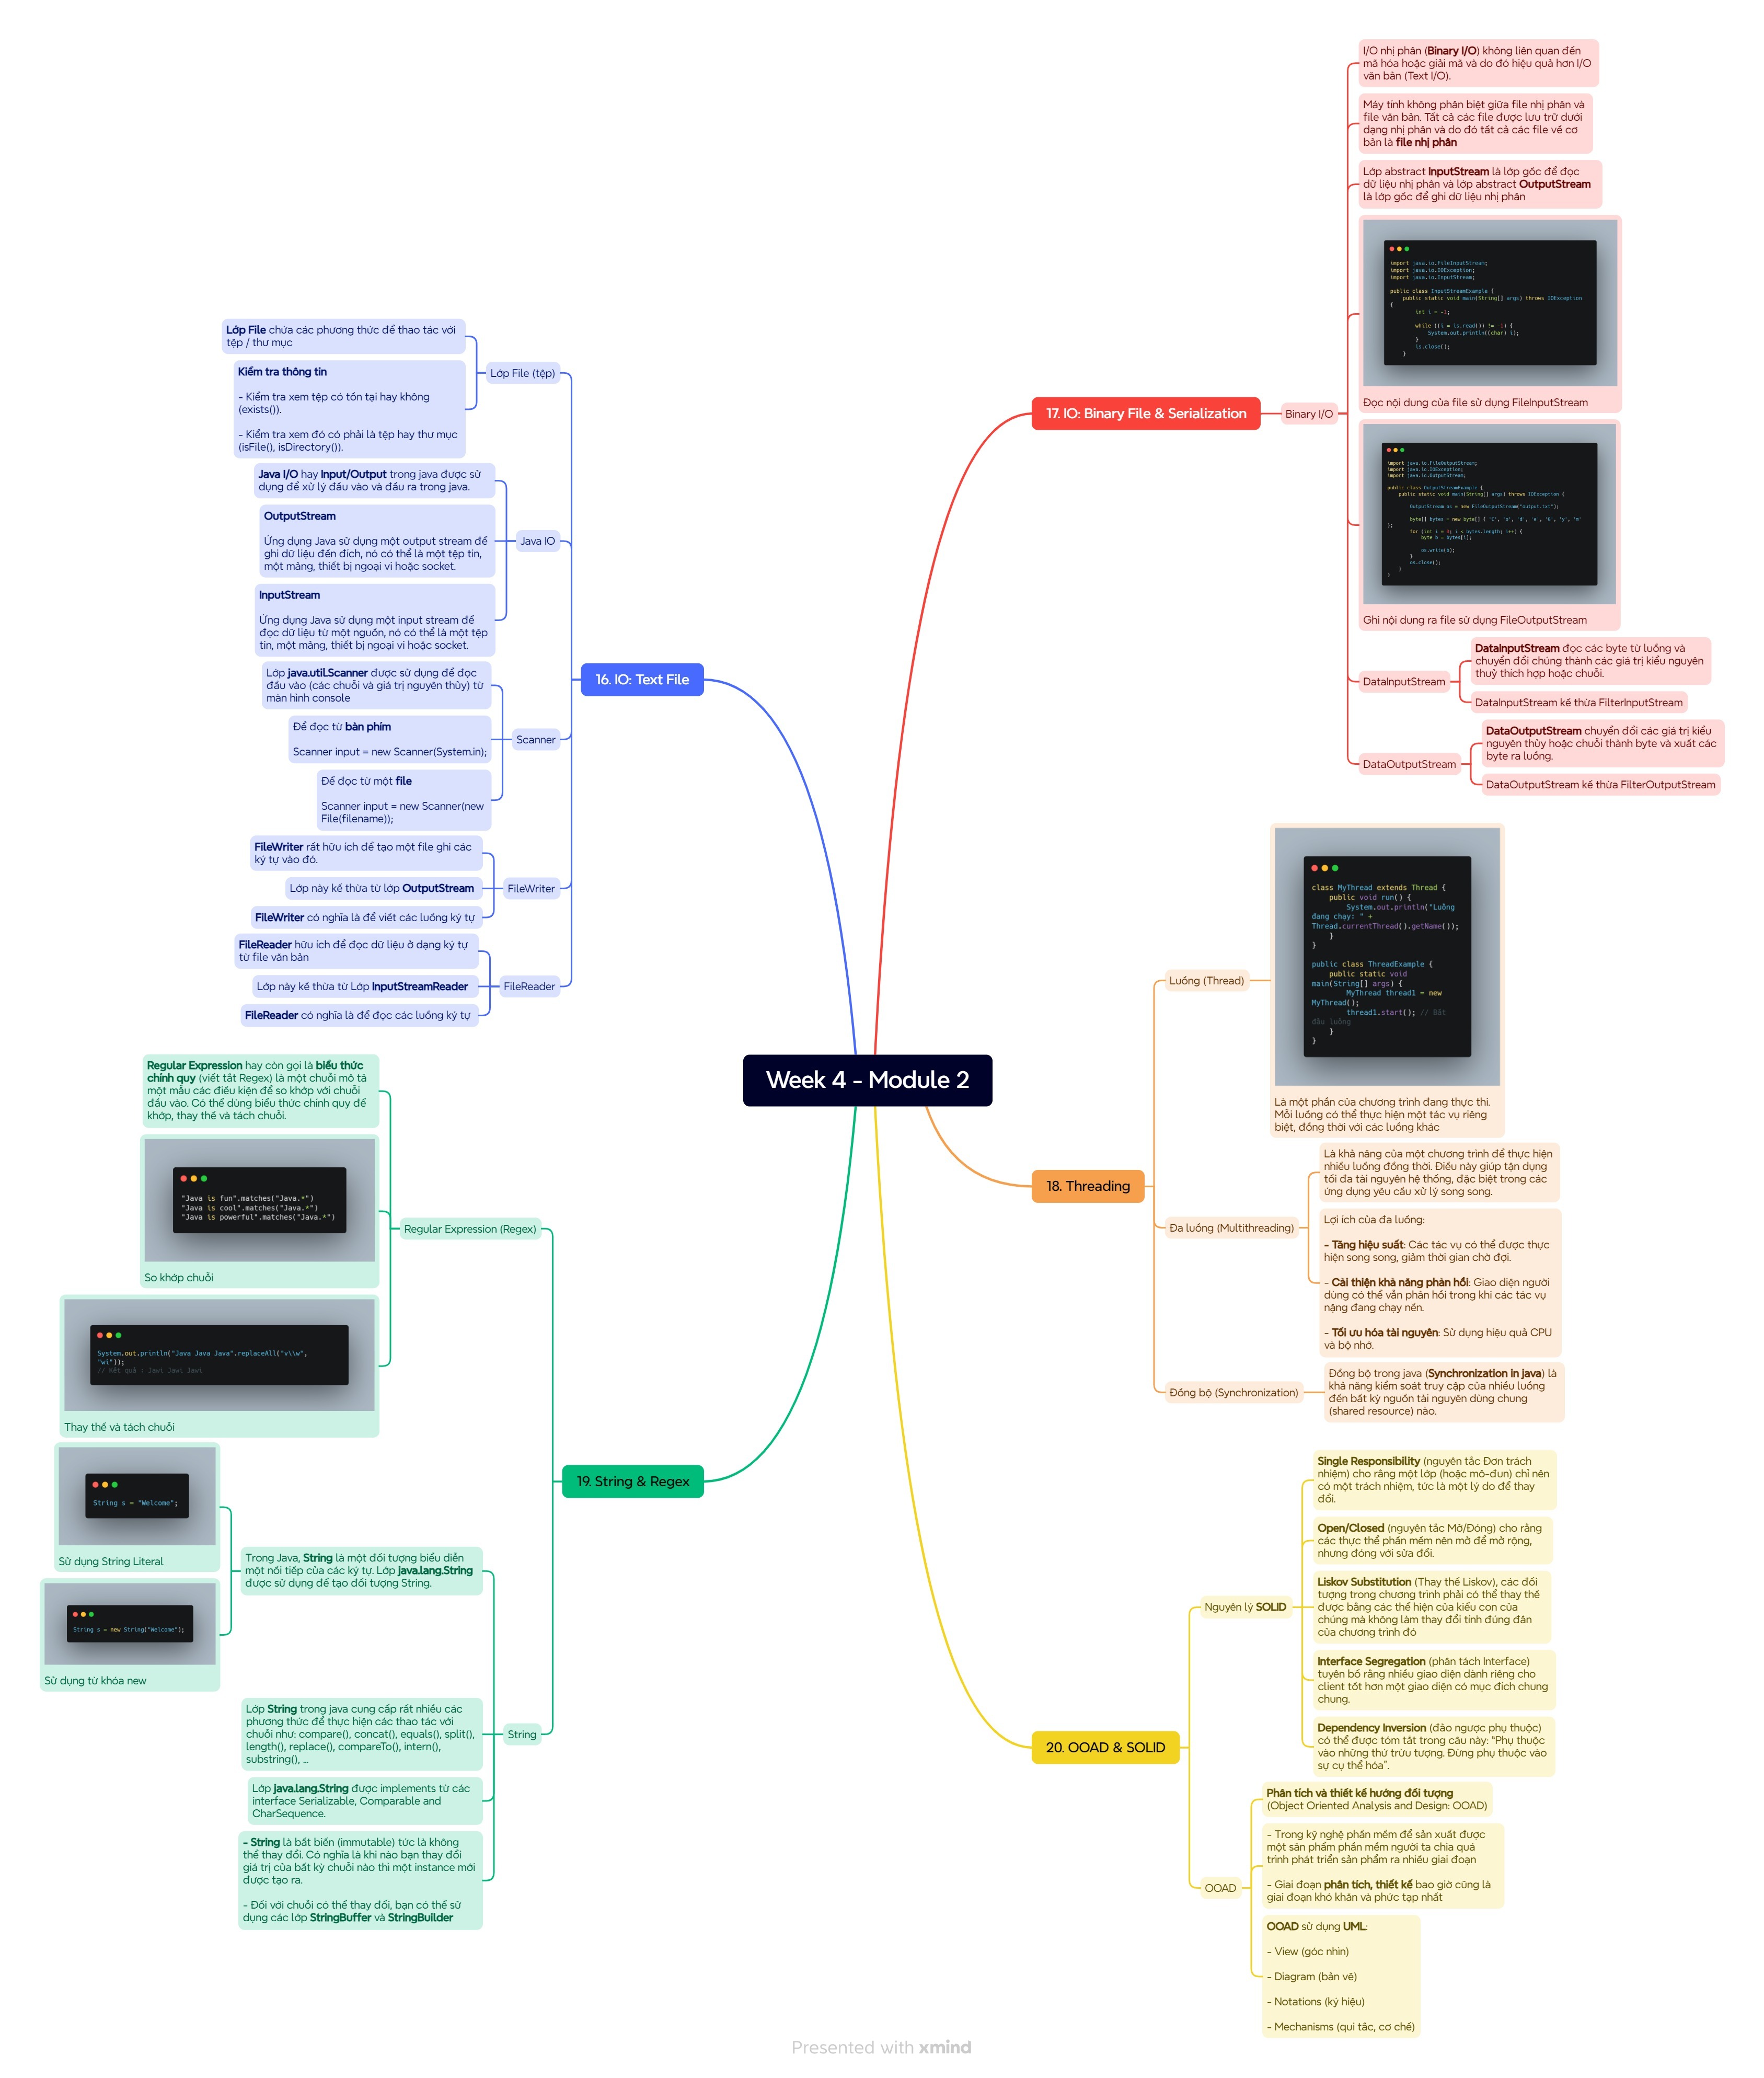 Week 4 - Module 2
16. IO: Text File
Lớp File (tệp)
Lớp File chứa các phương thức để thao tác với
tệp / thư mục
Kiểm tra thông tin
- Kiểm tra xem tệp có tồn tại hay không
(exists()).
- Kiểm tra xem đó có phải là tệp hay thư mục
(isFile(), isDirectory()).
Java IO
Java I/O hay Input/Output trong java được sử
dụng để xử lý đầu vào và đầu ra trong java.
OutputStream
Ứng dụng Java sử dụng một output stream để
ghi dữ liệu đến đích, nó có thể là một tệp tin,
một mảng, thiết bị ngoại vi hoặc socket.
InputStream
Ứng dụng Java sử dụng một input stream để
đọc dữ liệu từ một nguồn, nó có thể là một tệp
tin, một mảng, thiết bị ngoại vi hoặc socket.
Scanner
Lớp java.util.Scanner được sử dụng để đọc
đầu vào (các chuỗi và giá trị nguyên thủy) từ
màn hình console
Để đọc từ bàn phím
Scanner input = new Scanner(System.in);
Để đọc từ một file
Scanner input = new Scanner(new
File(filename));
FileWriter
FileWriter rất hữu ích để tạo một file ghi các
ký tự vào đó.
Lớp này kế thừa từ lớp OutputStream
FileWriter có nghĩa là để viết các luồng ký tự
FileReader
FileReader hữu ích để đọc dữ liệu ở dạng ký tự
từ file văn bản
Lớp này kế thừa từ Lớp InputStreamReader
FileReader có nghĩa là để đọc các luồng ký tự
17. IO: Binary File & Serialization
Binary I/O
I/O nhị phân (Binary I/O) không liên quan đến
mã hóa hoặc giải mã và do đó hiệu quả hơn I/O
văn bản (Text I/O).
Máy tính không phân biệt giữa file nhị phân và
file văn bản. Tất cả các file được lưu trữ dưới
dạng nhị phân và do đó tất cả các file về cơ
bản là file nhị phân
Lớp abstract InputStream là lớp gốc để đọc
dữ liệu nhị phân và lớp abstract OutputStream
là lớp gốc để ghi dữ liệu nhị phân
import java.io.FileInputStream;
import java.io.IOException;
import java.io.InputStream;
public class InputStreamExample {
public static void main(String[] args) throws IOException
{
int i = -1;
while ((i = is.read()) != -1) {
System.out.println((char) i);
}
is.close();
}
Đọc nội dung của file sử dụng FileInputStream
import java.io.FileOutputStream;
import java.io.IOException;
import java.io.OutputStream;
public class OutputStreamExample {
public static void main(String[] args) throws IOException {
OutputStream os = new FileOutputStream("output.txt");
byte[] bytes = new byte[] { 'C', 'o', 'd', 'e', 'G', 'y', 'm'
};
for (int i = 0; i < bytes.length; i++) {
byte b = bytes[i];
os.write(b);
}
os.close();
}
}
Ghi nội dung ra file sử dụng FileOutputStream
DataInputStream
DataInputStream đọc các byte từ luồng và
chuyển đổi chúng thành các giá trị kiểu nguyên
thuỷ thích hợp hoặc chuỗi.
DataInputStream kế thừa FilterInputStream
DataOutputStream
DataOutputStream chuyển đổi các giá trị kiểu
nguyên thủy hoặc chuỗi thành byte và xuất các
byte ra luồng.
DataOutputStream kế thừa FilterOutputStream
18. Threading
Luồng (Thread)
class MyThread extends Thread {
public void run() {
System.out.println("Luồng
đang chạy: " +
Thread.currentThread().getName());
}
}
public class ThreadExample {
public static void
main(String[] args) {
MyThread thread1 = new
MyThread();
thread1.start(); // Bắt
đầu luồng
}
}
Là một phần của chương trình đang thực thi.
Mỗi luồng có thể thực hiện một tác vụ riêng
biệt, đồng thời với các luồng khác
Đa luồng (Multithreading)
Là khả năng của một chương trình để thực hiện
nhiều luồng đồng thời. Điều này giúp tận dụng
tối đa tài nguyên hệ thống, đặc biệt trong các
ứng dụng yêu cầu xử lý song song.
Lợi ích của đa luồng:
- Tăng hiệu suất: Các tác vụ có thể được thực
hiện song song, giảm thời gian chờ đợi.
- Cải thiện khả năng phản hồi: Giao diện người
dùng có thể vẫn phản hồi trong khi các tác vụ
nặng đang chạy nền.
- Tối ưu hóa tài nguyên: Sử dụng hiệu quả CPU
và bộ nhớ.
Đồng bộ (Synchronization)
Đồng bộ trong java (Synchronization in java) là
khả năng kiểm soát truy cập của nhiều luồng
đến bất kỳ nguồn tài nguyên dùng chung
(shared resource) nào.
19. String & Regex
Regular Expression (Regex)
Regular Expression hay còn gọi là biểu thức
chính quy (viết tắt Regex) là một chuỗi mô tả
một mẫu các điều kiện để so khớp với chuỗi
đầu vào. Có thể dùng biểu thức chính quy để
khớp, thay thế và tách chuỗi.
"Java is fun".matches("Java.*")
"Java is cool".matches("Java.*")
"Java is powerful".matches("Java.*")
So khớp chuỗi
System.out.println("Java Java Java".replaceAll("v\\w",
"wi"));
// Kết quả : Jawi Jawi Jawi
Thay thế và tách chuỗi
String
Trong Java, String là một đối tượng biểu diễn
một nối tiếp của các ký tự. Lớp java.lang.String
được sử dụng để tạo đối tượng String.
String s = "Welcome";
Sử dụng String Literal
String s = new String("Welcome");
Sử dụng từ khóa new
Lớp String trong java cung cấp rất nhiều các
phương thức để thực hiện các thao tác với
chuỗi như: compare(), concat(), equals(), split(),
length(), replace(), compareTo(), intern(),
substring(), ...
Lớp java.lang.String được implements từ các
interface Serializable, Comparable and
CharSequence.
- String là bất biến (immutable) tức là không
thể thay đổi. Có nghĩa là khi nào bạn thay đổi
giá trị của bất kỳ chuỗi nào thì một instance mới
được tạo ra.
- Đối với chuỗi có thể thay đổi, bạn có thể sử
dụng các lớp StringBuffer và StringBuilder
20. OOAD & SOLID
Nguyên lý SOLID
Single Responsibility (nguyên tắc Đơn trách
nhiệm) cho rằng một lớp (hoặc mô-đun) chỉ nên
có một trách nhiệm, tức là một lý do để thay
đổi.
Open/Closed (nguyên tắc Mở/Đóng) cho rằng
các thực thể phần mềm nên mở để mở rộng,
nhưng đóng với sửa đổi.
Liskov Substitution (Thay thế Liskov), các đối
tượng trong chương trình phải có thể thay thế
được bằng các thể hiện của kiểu con của
chúng mà không làm thay đổi tính đúng đắn
của chương trình đó
Interface Segregation (phân tách Interface)
tuyên bố rằng nhiều giao diện dành riêng cho
client tốt hơn một giao diện có mục đích chung
chung.
Dependency Inversion (đảo ngược phụ thuộc)
có thể được tóm tắt trong câu này: “Phụ thuộc
vào những thứ trừu tượng. Đừng phụ thuộc vào
sự cụ thể hóa”.
OOAD
Phân tích và thiết kế hướng đối tượng
(Object Oriented Analysis and Design: OOAD)
- Trong kỹ nghệ phần mềm để sản xuất được
một sản phẩm phần mềm người ta chia quá
trình phát triển sản phẩm ra nhiều giai đoạn
- Giai đoạn phân tích, thiết kế bao giờ cũng là
giai đoạn khó khăn và phức tạp nhất
OOAD sử dụng UML:
- View (góc nhìn)
- Diagram (bản vẽ)
- Notations (ký hiệu)
- Mechanisms (qui tắc, cơ chế)
Presented with xmind